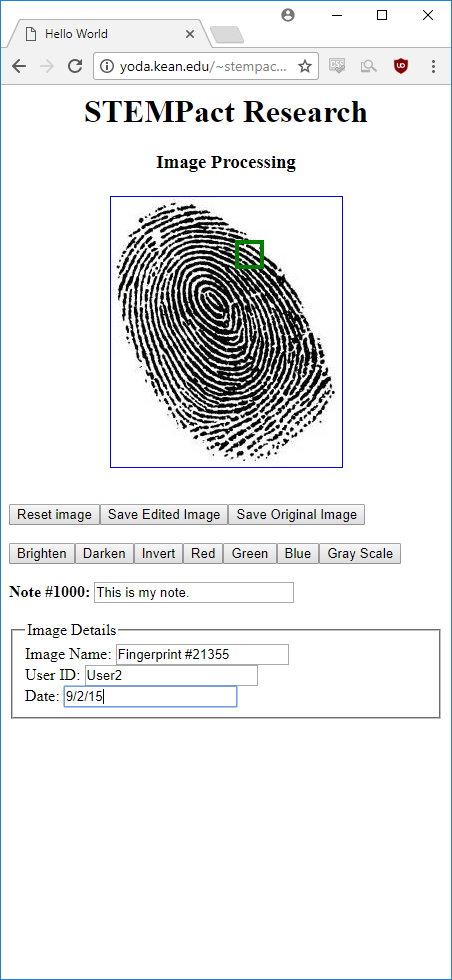 Hello World
yoda.kean.edu/~stempac...
CSS
STEMPact Research
Image Processing
Reset image Save Edited Image Save Original Image
Brighten Darken Invert Red Green Blue Gray Scale
Note #1000: This is my note.
Image Details
Image Name: Fingerprint #21355
User ID: User2
Date: 9/2/15